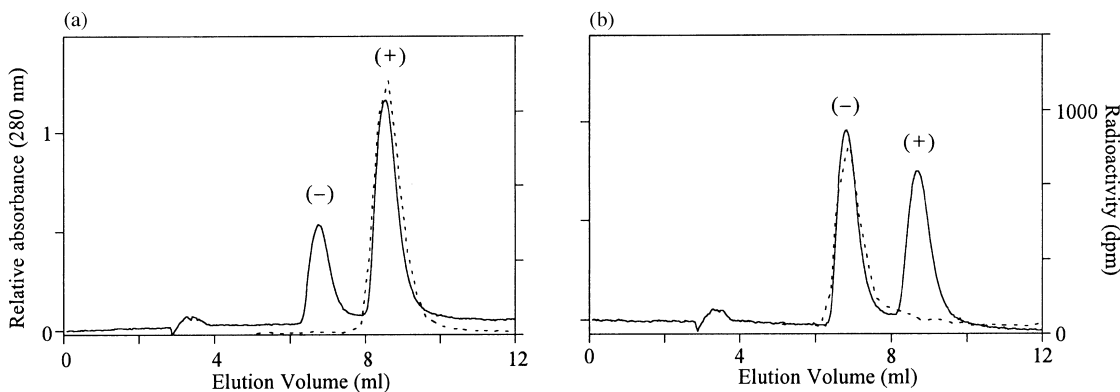 (a)
(b)
(+)
(−)
Relative absorbance (280 nm)
1
0
0
4
8
12
Elution Volume (ml)
(−)
(+)
1000
0
Radioactivity (dpm)
0
4
8
12
Elution Volume (ml)